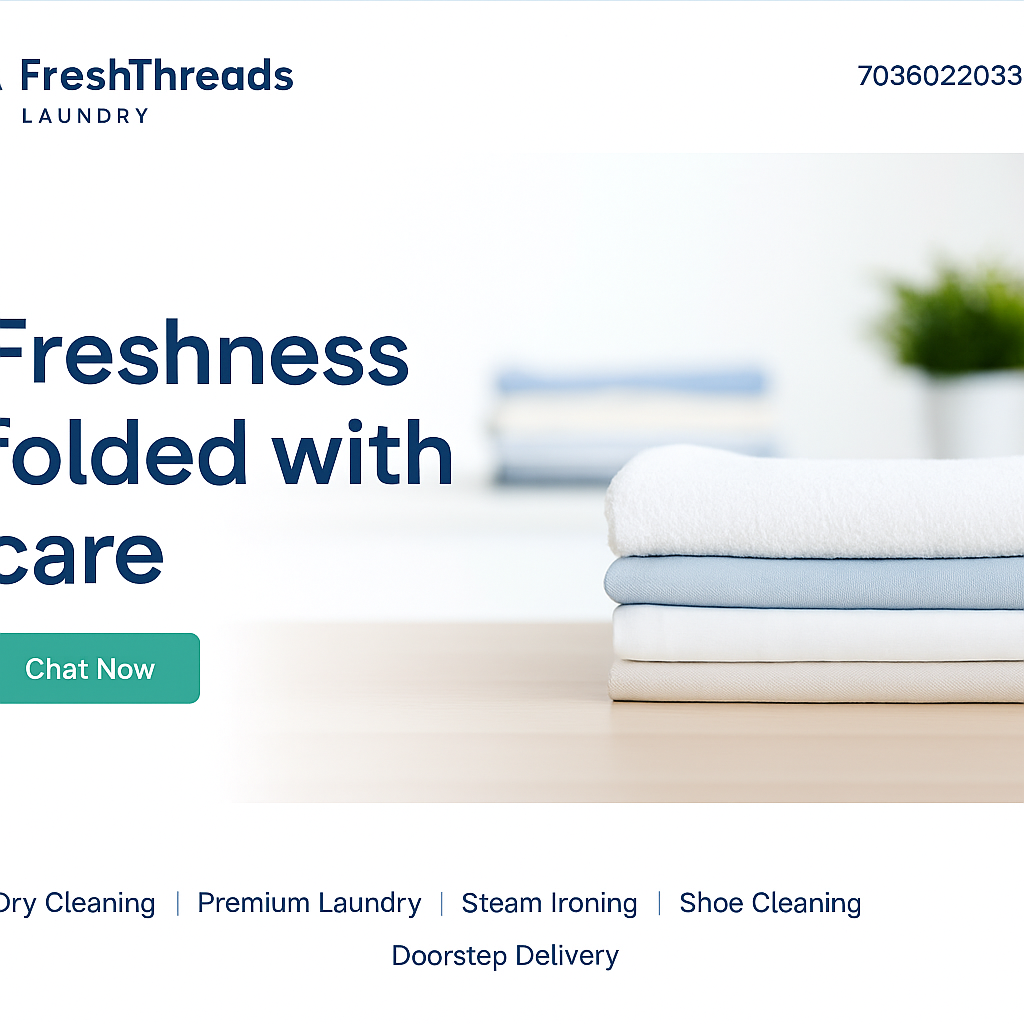 FreshThreads
LAUNDRY
7036022033
Freshness
folded with
care
Chat Now
Dry Cleaning | Premium Laundry | Steam Ironing | Shoe Cleaning
Doorstep Delivery